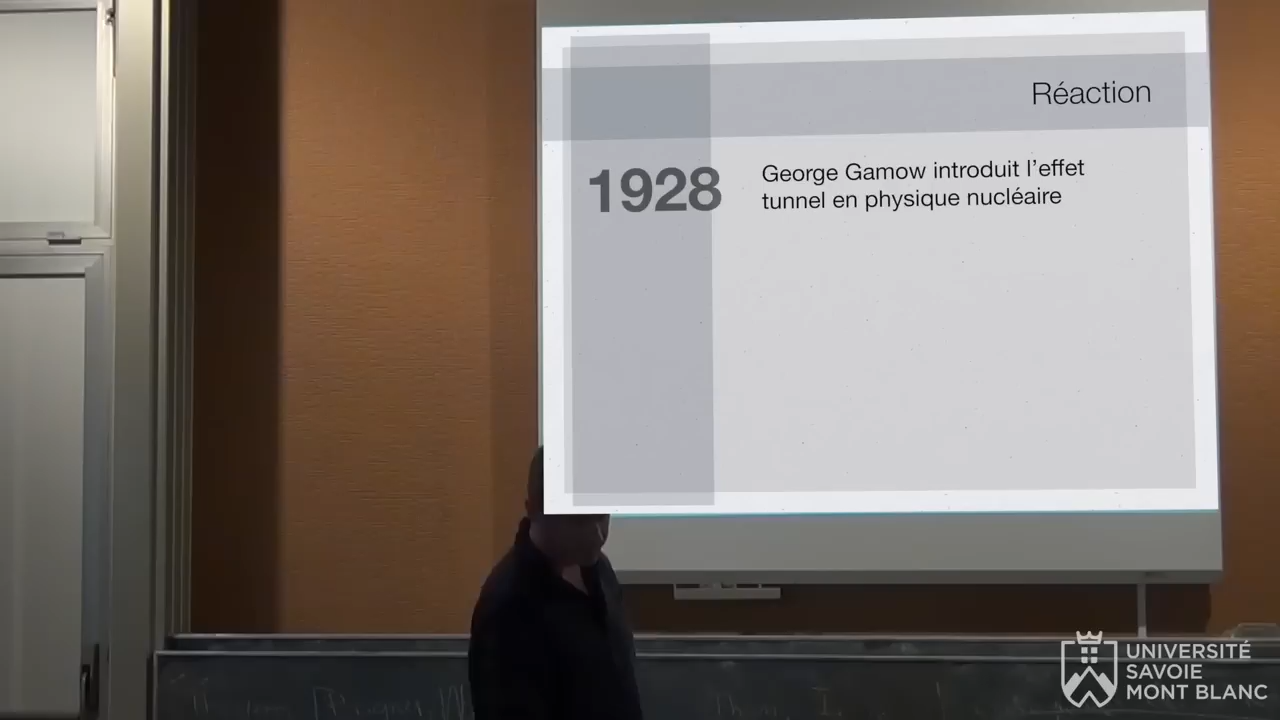 Réaction
1928
George Gamow introduit l’effet
tunnel en physique nucléaire
UNIVERSITÉ
SAVOIE
MONT BLANC